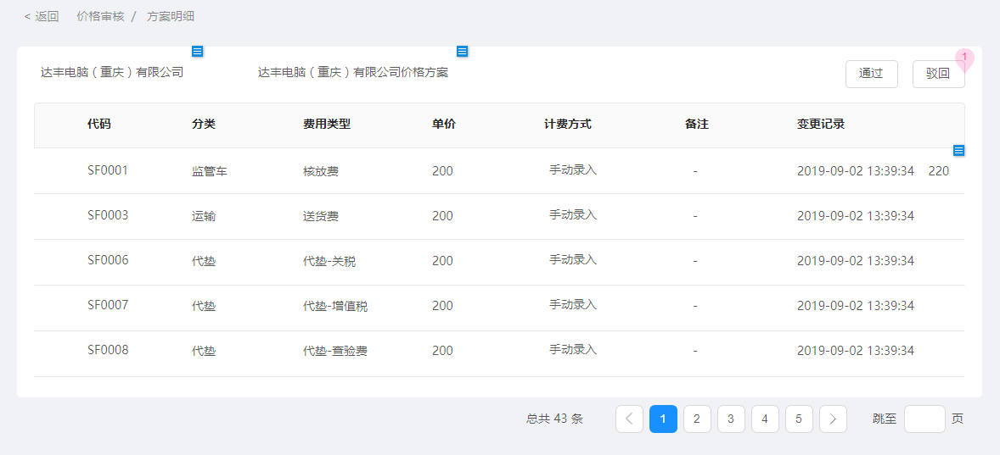 < 返回 价格审核 / 方案明细
达丰电脑（重庆）有限公司 达丰电脑（重庆）有限公司价格方案 通过 驳回 1
代码 分类 费用类型 单价 计费方式 备注 变更记录
SF0001 监管车 核放费 200 手动录入 - 2019-09-02 13:39:34 220
SF0003 运输 送货费 200 手动录入 - 2019-09-02 13:39:34
SF0006 代垫 代垫-关税 200 手动录入 - 2019-09-02 13:39:34
SF0007 代垫 代垫-增值税 200 手动录入 - 2019-09-02 13:39:34
SF0008 代垫 代垫-查验费 200 手动录入 - 2019-09-02 13:39:34
总共 43 条 1 2 3 4 5 跳至 页